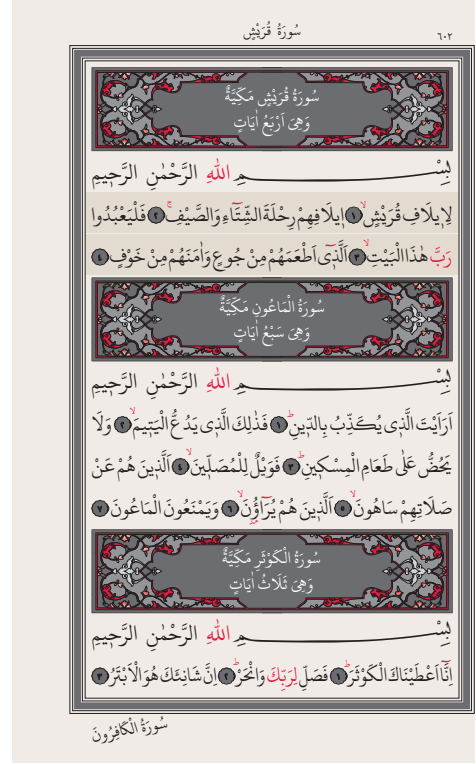 سُورَةُ قُرَيْشٍ
٦٠٢
سُورَةُ قُرَيْشٍ مَكِّيَّةٌ
وَهِيَ اَرْبَعُ اٰيَاتٍ
بِسْمِ اللّٰهِ الرَّحْمٰنِ الرَّحٖيمِ
لِاٖيلَافِ قُرَيْشٍۙ ﴿١﴾ اٖيلَافِهِمْ رِحْلَةَ الشِّتَٓاءِ وَالصَّيْفِۚ ﴿٢﴾ فَلْيَعْبُدُوا
رَبَّ هٰذَا الْبَيْتِۙ ﴿٣﴾ اَلَّذٖٓى اَطْعَمَهُمْ مِنْ جُوعٍ وَاٰمَنَهُمْ مِنْ خَوْفٍ ﴿٤﴾
سُورَةُ الْمَاعُونِ مَكِّيَّةٌ
وَهِيَ سَبْعُ اٰيَاتٍ
بِسْمِ اللّٰهِ الرَّحْمٰنِ الرَّحٖيمِ
اَرَاَيْتَ الَّذٖى يُكَذِّبُ بِالدّٖينِۜ ﴿١﴾ فَذٰلِكَ الَّذٖى يَدُعُّ الْيَتٖيمَۙ ﴿٢﴾ وَلَا
يَحُضُّ عَلٰى طَعَامِ الْمِسْكٖينِۜ ﴿٣﴾ فَوَيْلٌ لِلْمُصَلّٖينَۙ ﴿٤﴾ اَلَّذٖينَ هُمْ عَنْ
صَلَاتِهِمْ سَاهُونَۙ ﴿٥﴾ اَلَّذٖينَ هُمْ يُرَٓاؤُ۫نَۙ ﴿٦﴾ وَيَمْنَعُونَ الْمَاعُونَ ﴿٧﴾
سُورَةُ الْكَوْثَرِ مَكِّيَّةٌ
وَهِيَ ثَلَاثُ اٰيَاتٍ
بِسْمِ اللّٰهِ الرَّحْمٰنِ الرَّحٖيمِ
اِنَّٓا اَعْطَيْنَاكَ الْكَوْثَرَۜ ﴿١﴾ فَصَلِّ لِرَبِّكَ وَانْحَرْۜ ﴿٢﴾ اِنَّ شَانِئَكَ هُوَ الْاَبْتَرُ ﴿٣﴾
سُورَةُ الْكَافِرُونَ